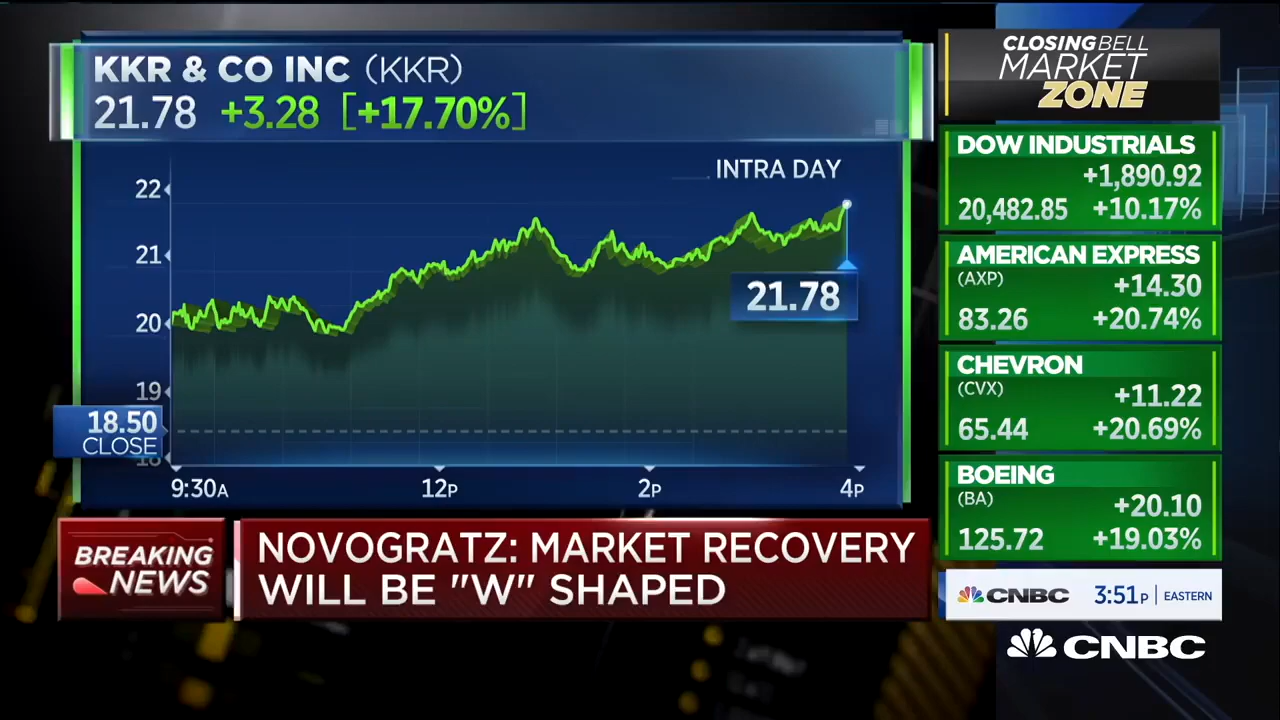 KKR & CO INC (KKR)
21.78 +3.28 [+17.70%]
INTRA DAY
22
21
20
19
18
18.50
CLOSE
21.78
9:30A
12P
2P
4P
BREAKING
NEWS
NOVOGRATZ: MARKET RECOVERY
WILL BE "W" SHAPED
CLOSING BELL
MARKET
ZONE
DOW INDUSTRIALS
+1,890.92
20,482.85 +10.17%
AMERICAN EXPRESS
(AXP) +14.30
83.26 +20.74%
CHEVRON
(CVX) +11.22
65.44 +20.69%
BOEING
(BA) +20.10
125.72 +19.03%
CNBC 3:51P EASTERN
CNBC